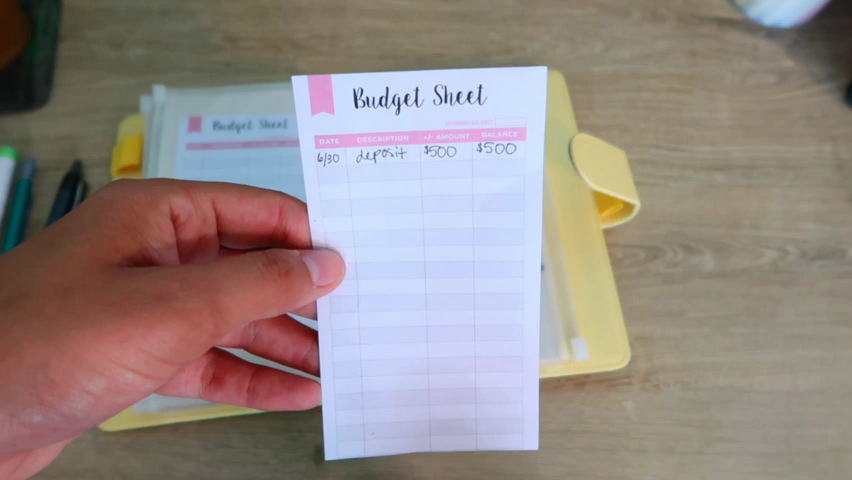 Budget Sheet
DATE DESCRIPTION +/- AMOUNT BALANCE
6/30 deposit $500 $500
Budget Sheet